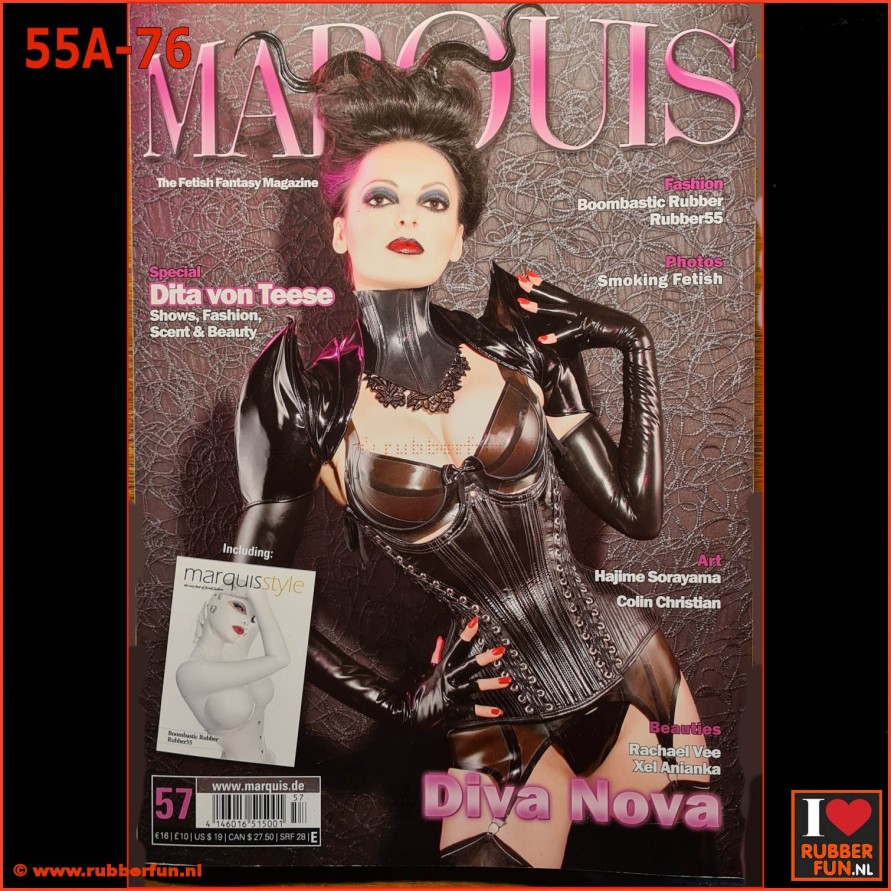 55A-76
MARQUIS
The Fetish Fantasy Magazine
Fashion
Boombastic Rubber
Rubber55
Photos
Smoking Fetish
Special
Dita von Teese
Shows, Fashion,
Scent & Beauty
Including:
marquisstyle
Boombastic Rubber
Rubber55
Art
Hajime Sorayama
Colin Christian
Beauties
Rachael Vee
Xel Anianka
Diva Nova
57
www.marquis.de
57
4 146016 515001
€16 | £10 | US $ 19 | CAN $ 27.50 | SRF 28 | E
© www.rubberfun.nl
I
RUBBER
FUN.NL